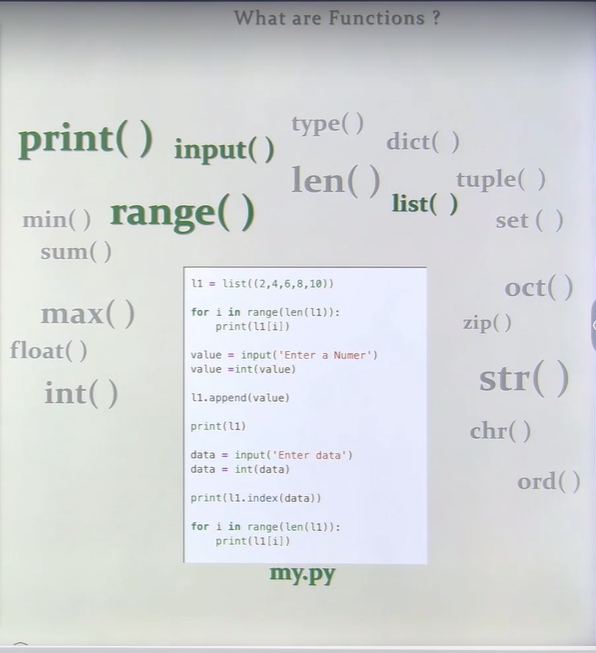 What are Functions ?
type( )
print( ) input( ) dict( )
len( ) tuple( )
min( ) range( ) list( ) set ( )
sum( )
l1 = list((2,4,6,8,10))
for i in range(len(l1)):
    print(l1[i])
value = input('Enter a Numer')
value =int(value)
l1.append(value)
print(l1)
data = input('Enter data')
data = int(data)
print(l1.index(data))
for i in range(len(l1)):
    print(l1[i])
max( )
float( )
int( )
oct( )
zip( )
str( )
chr( )
ord( )
my.py